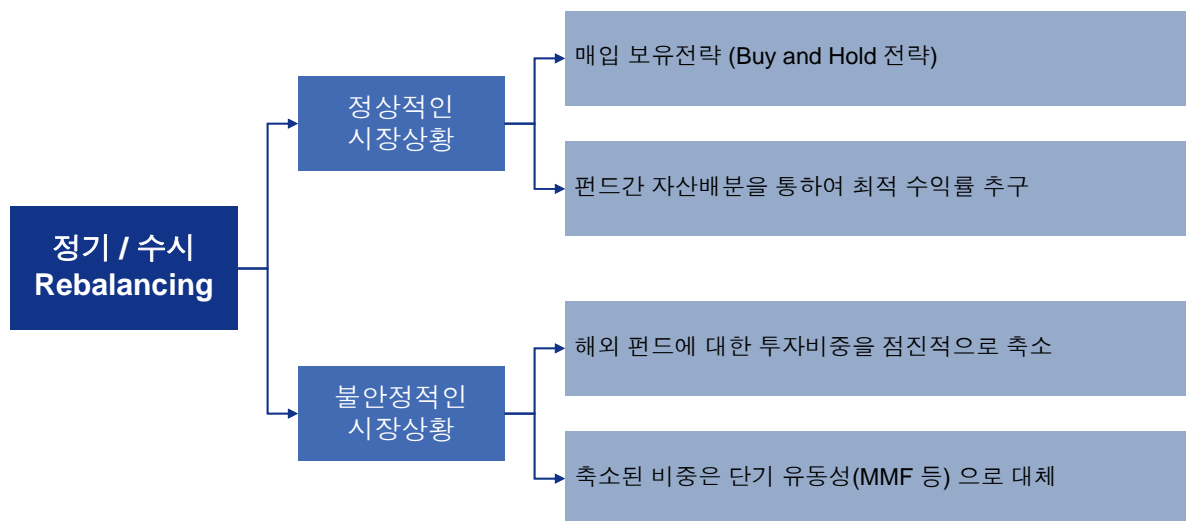 정기 / 수시
Rebalancing
정상적인
시장상황
매입 보유전략 (Buy and Hold 전략)
펀드간 자산배분을 통하여 최적 수익률 추구
불안정적인
시장상황
해외 펀드에 대한 투자비중을 점진적으로 축소
축소된 비중은 단기 유동성(MMF 등) 으로 대체